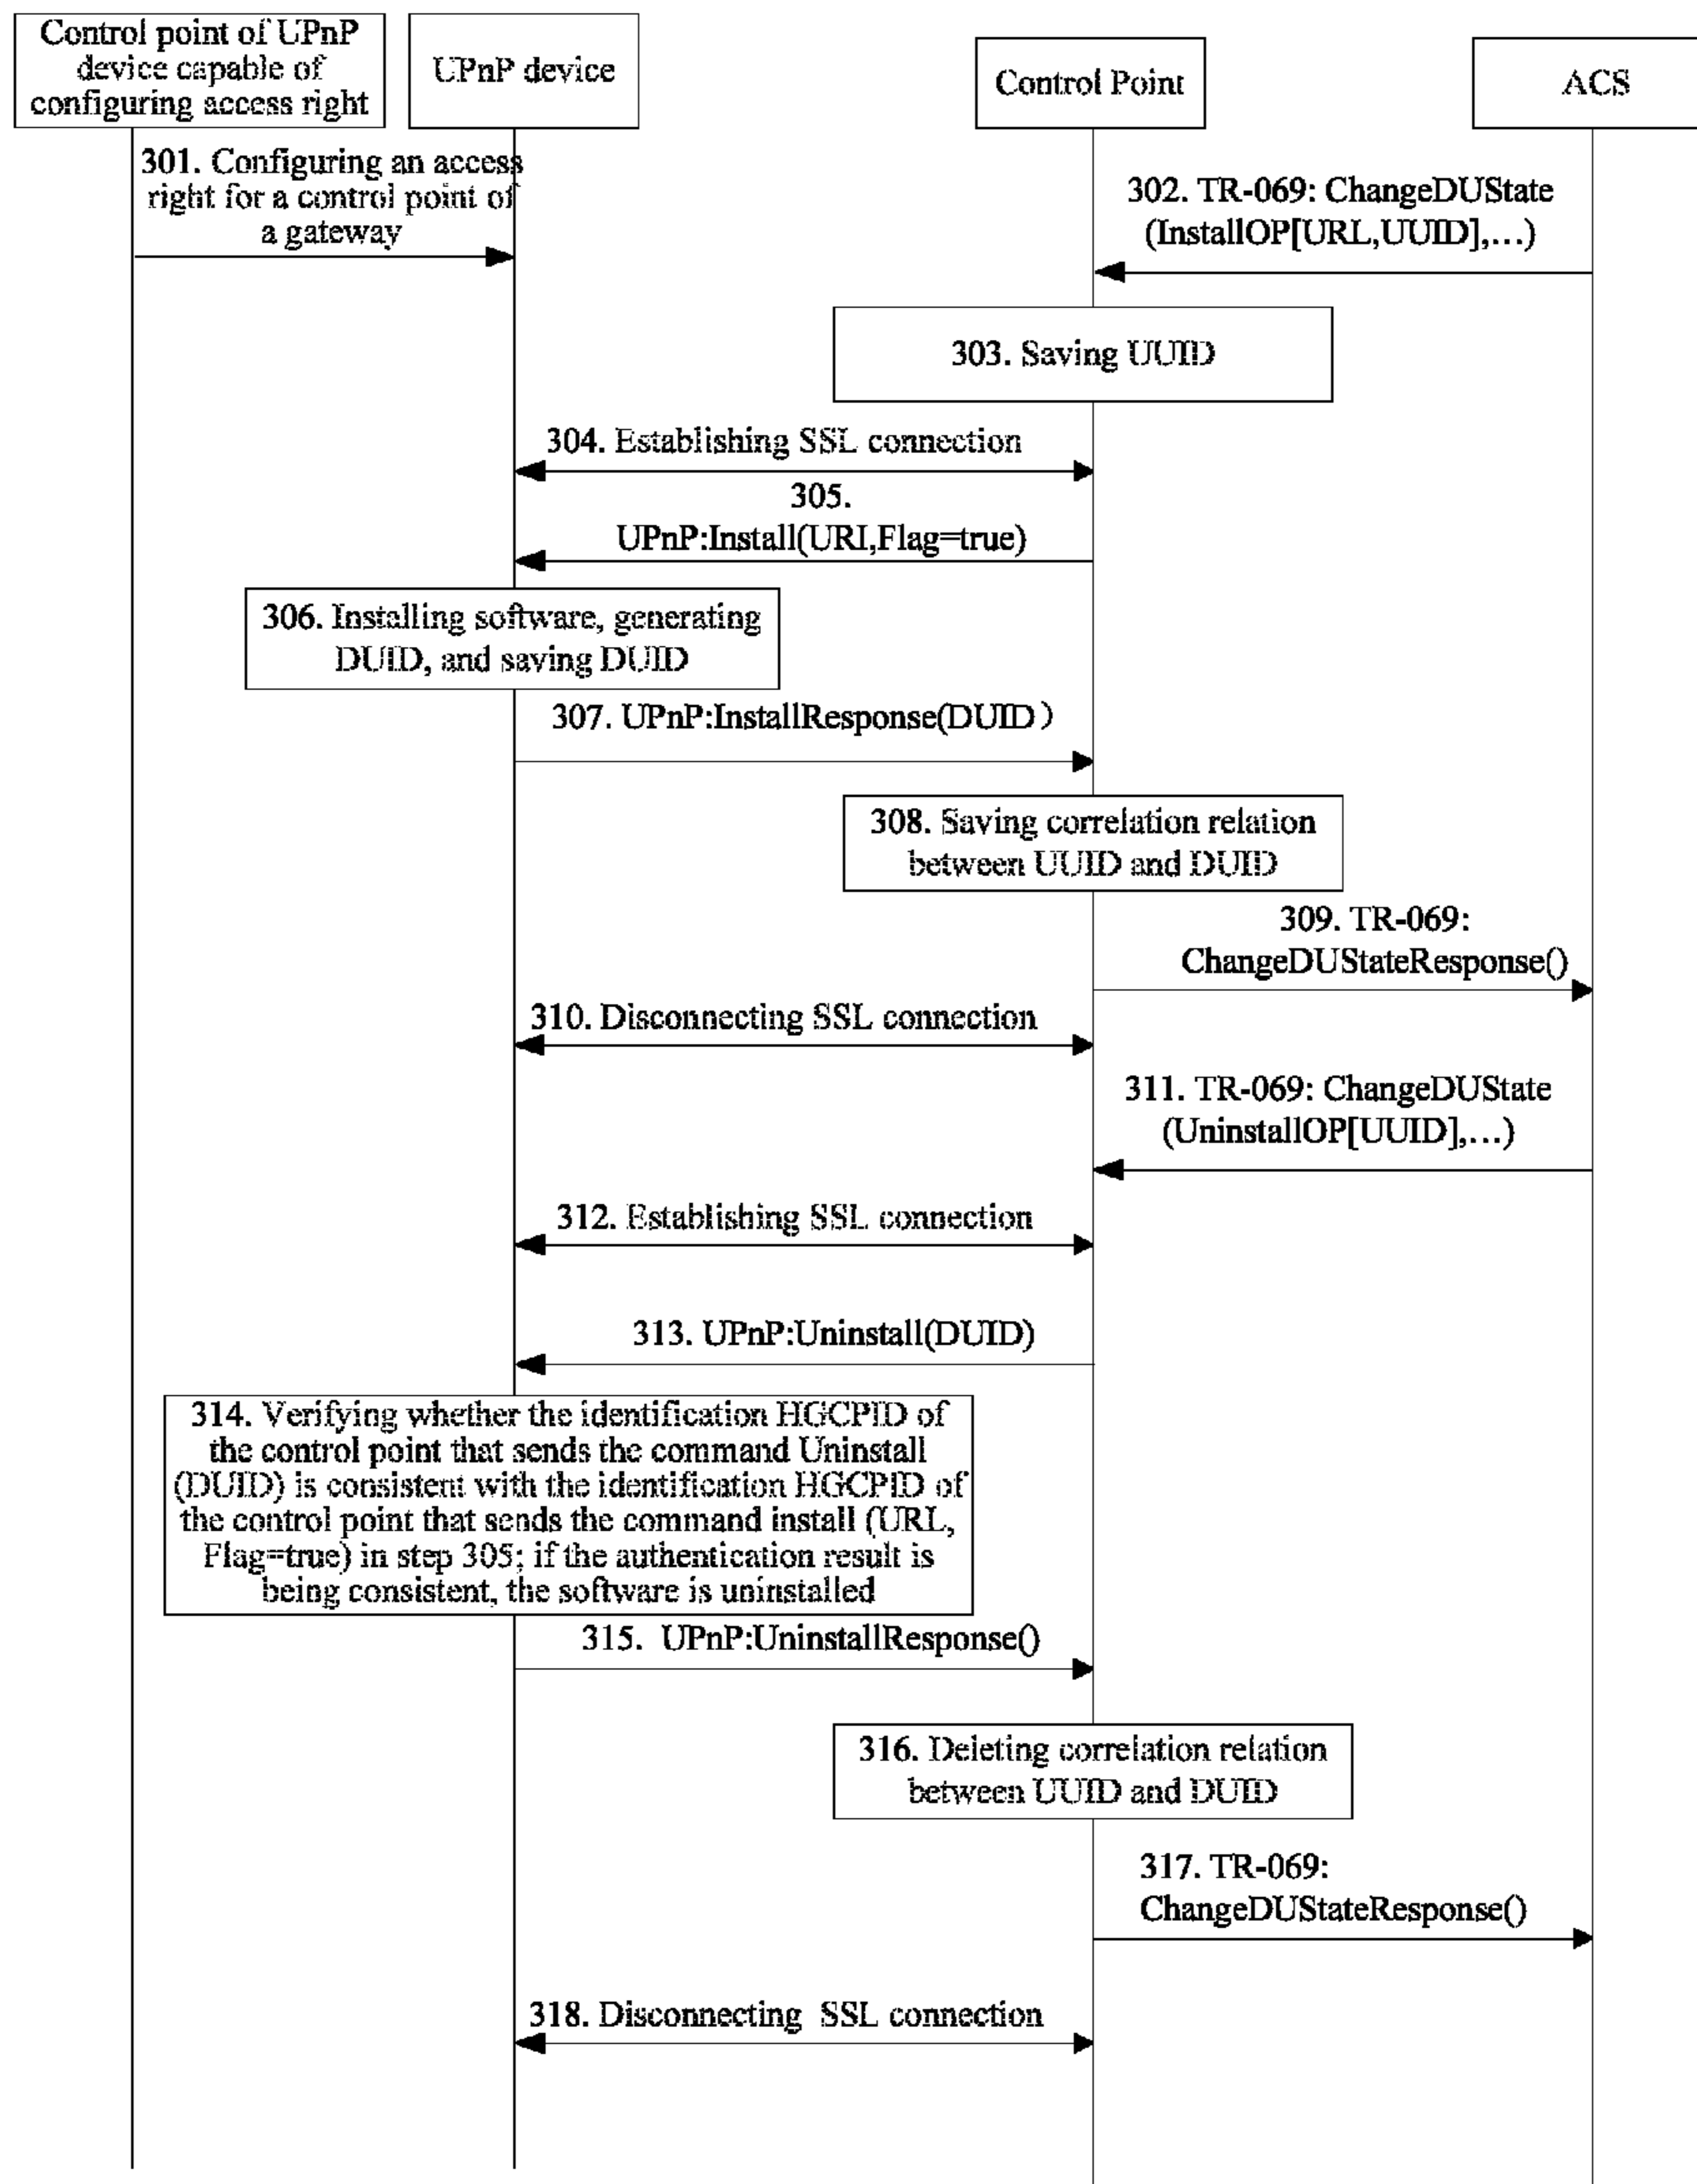 Control point of UPnP
device capable of
configuring access right
UPnP device
Control Point
ACS
301. Configuring an access
right for a control point of
a gateway
302. TR-069: ChangeDUState
(InstallOP[URL,UUID],...)
303. Saving UUID
304. Establishing SSL connection
305.
UPnP:Install(URI,Flag=true)
306. Installing software, generating
DUID, and saving DUID
307. UPnP:InstallResponse(DUID)
308. Saving correlation relation
between UUID and DUID
309. TR-069:
ChangeDUStateResponse()
310. Disconnecting SSL connection
311. TR-069: ChangeDUState
(UninstallOP[UUID],...)
312. Establishing SSL connection
313. UPnP:Uninstall(DUID)
314. Verifying whether the identification HGCPID of
the control point that sends the command Uninstall
(DUID) is consistent with the identification HGCPID of
the control point that sends the command install (URL,
Flag=true) in step 305; if the authentication result is
being consistent, the software is uninstalled
315. UPnP:UninstallResponse()
316. Deleting correlation relation
between UUID and DUID
317. TR-069:
ChangeDUStateResponse()
318. Disconnecting SSL connection